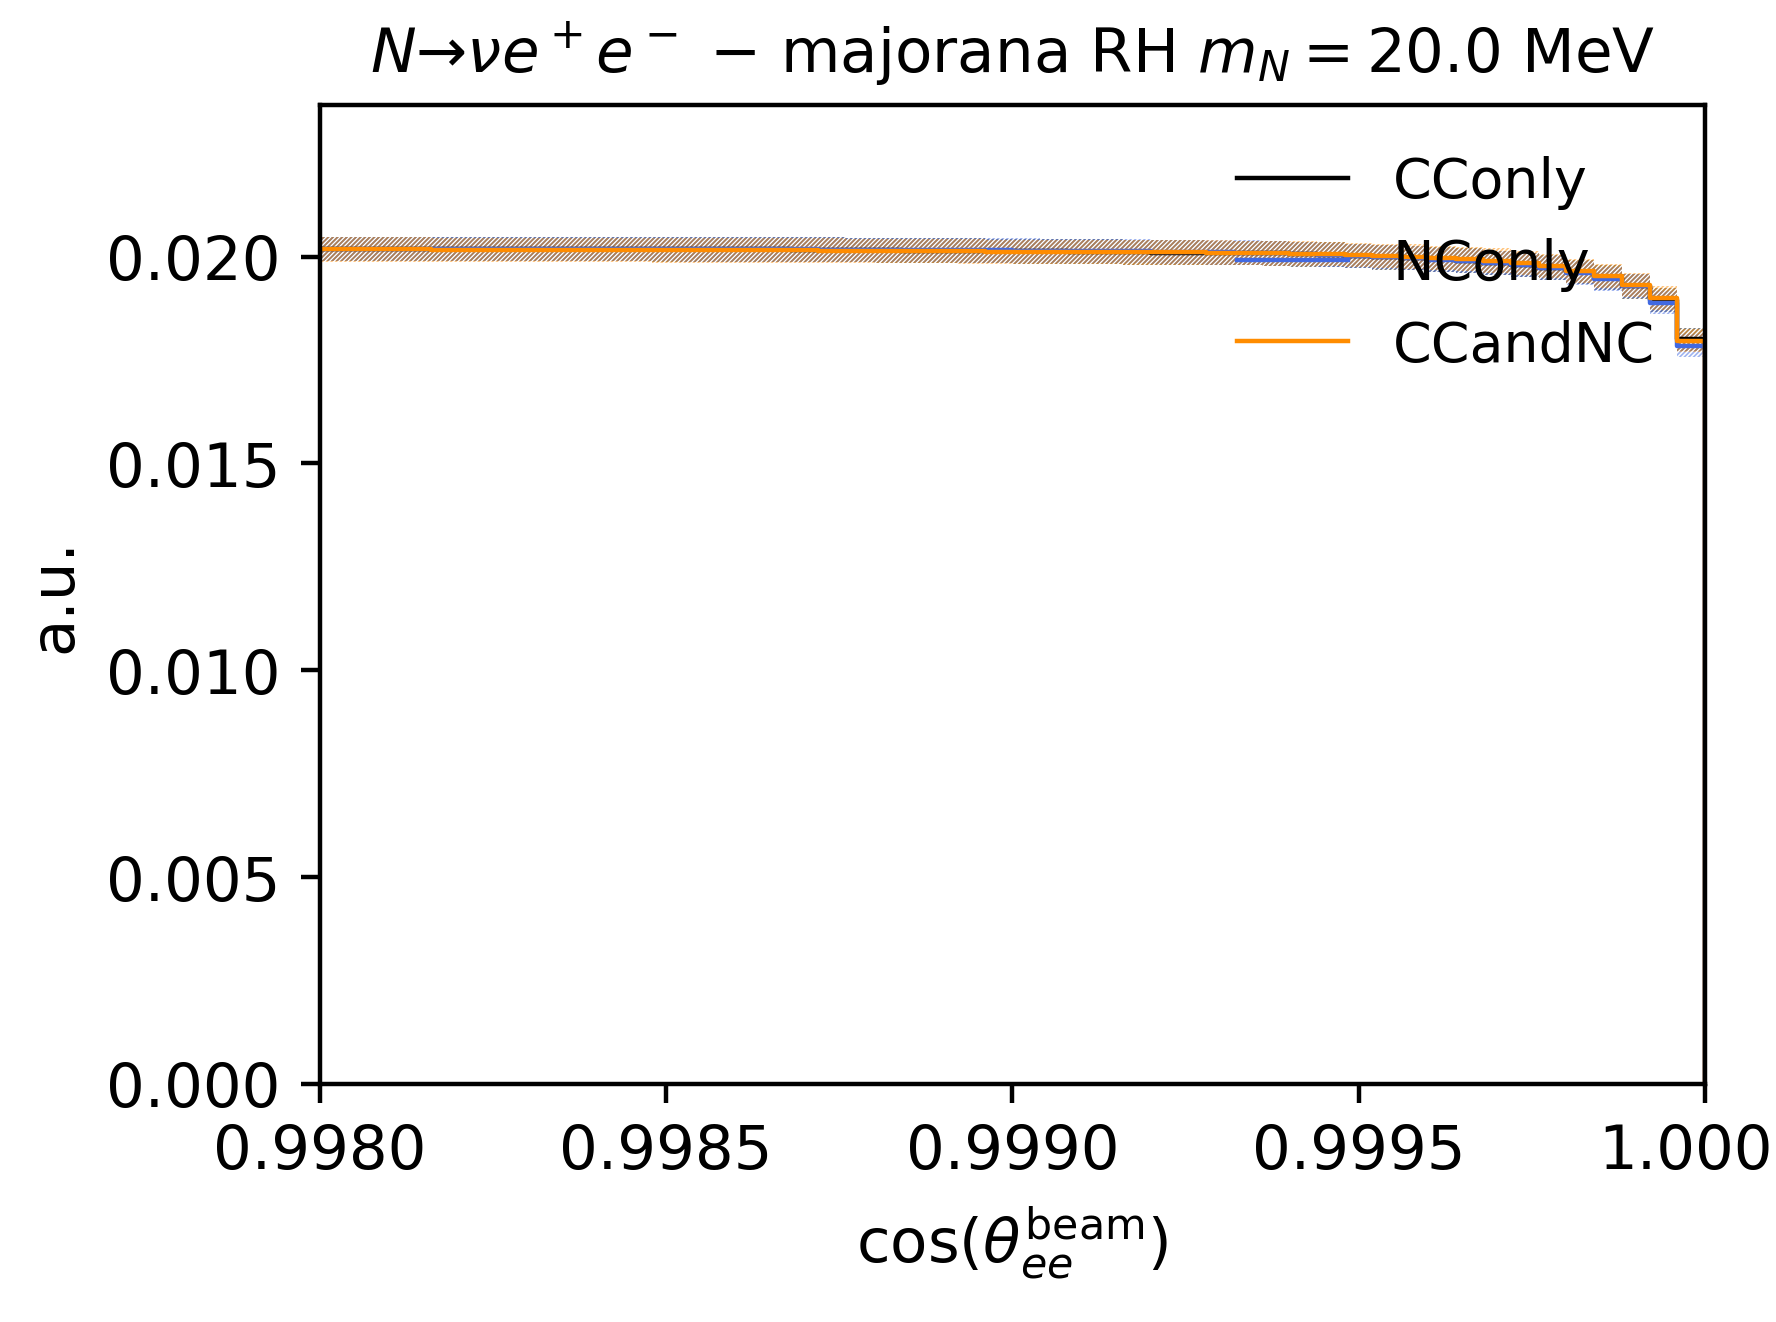 N→νe⁺e⁻ − majorana RH m_N = 20.0 MeV
CConly
NConly
CCandNC
0.020
0.015
0.010
0.005
0.000
a.u.
0.9980 0.9985 0.9990 0.9995 1.000
cos(θ_ee^beam)